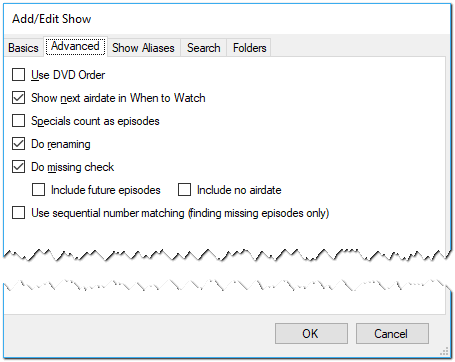 Add/Edit Show
Basics Advanced Show Aliases Search Folders
Use DVD Order
Show next airdate in When to Watch
Specials count as episodes
Do renaming
Do missing check
Include future episodes Include no airdate
Use sequential number matching (finding missing episodes only)
OK Cancel